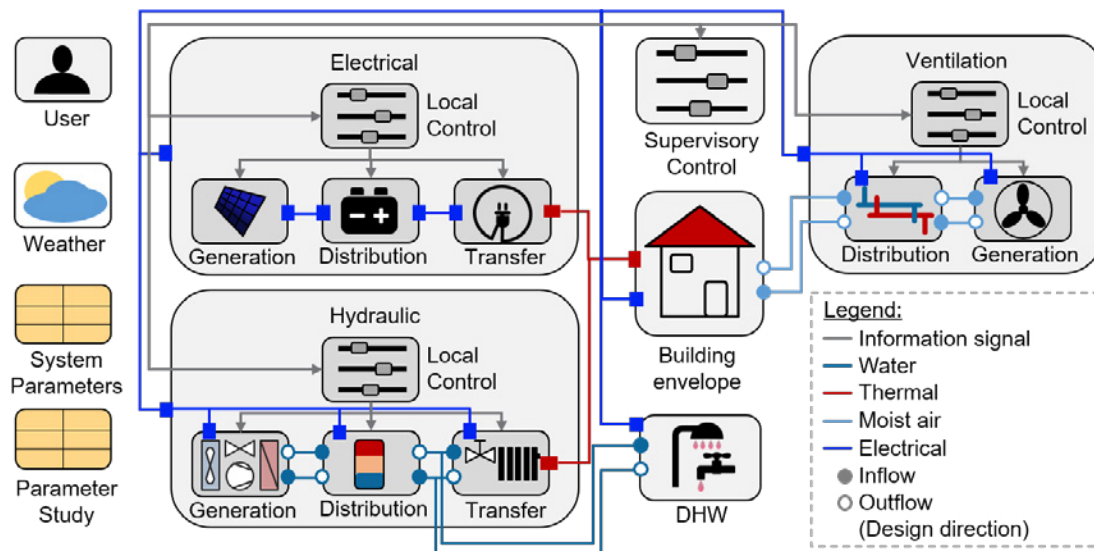 User
Weather
System
Parameters
Parameter
Study
Electrical
Local
Control
Generation
Distribution
Transfer
Hydraulic
Local
Control
Generation
Distribution
Transfer
Supervisory
Control
Building
envelope
DHW
Ventilation
Local
Control
Distribution
Generation
Legend:
Information signal
Water
Thermal
Moist air
Electrical
Inflow
Outflow
(Design direction)